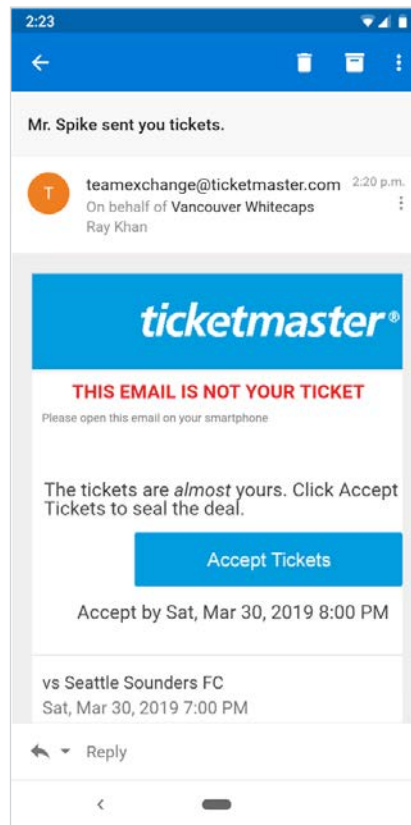 2:23
Mr. Spike sent you tickets.
T
teamexchange@ticketmaster.com 2:20 p.m.
On behalf of Vancouver Whitecaps
Ray Khan
ticketmaster®
THIS EMAIL IS NOT YOUR TICKET
Please open this email on your smartphone
The tickets are almost yours. Click Accept
Tickets to seal the deal.
Accept Tickets
Accept by Sat, Mar 30, 2019 8:00 PM
vs Seattle Sounders FC
Sat, Mar 30, 2019 7:00 PM
Reply